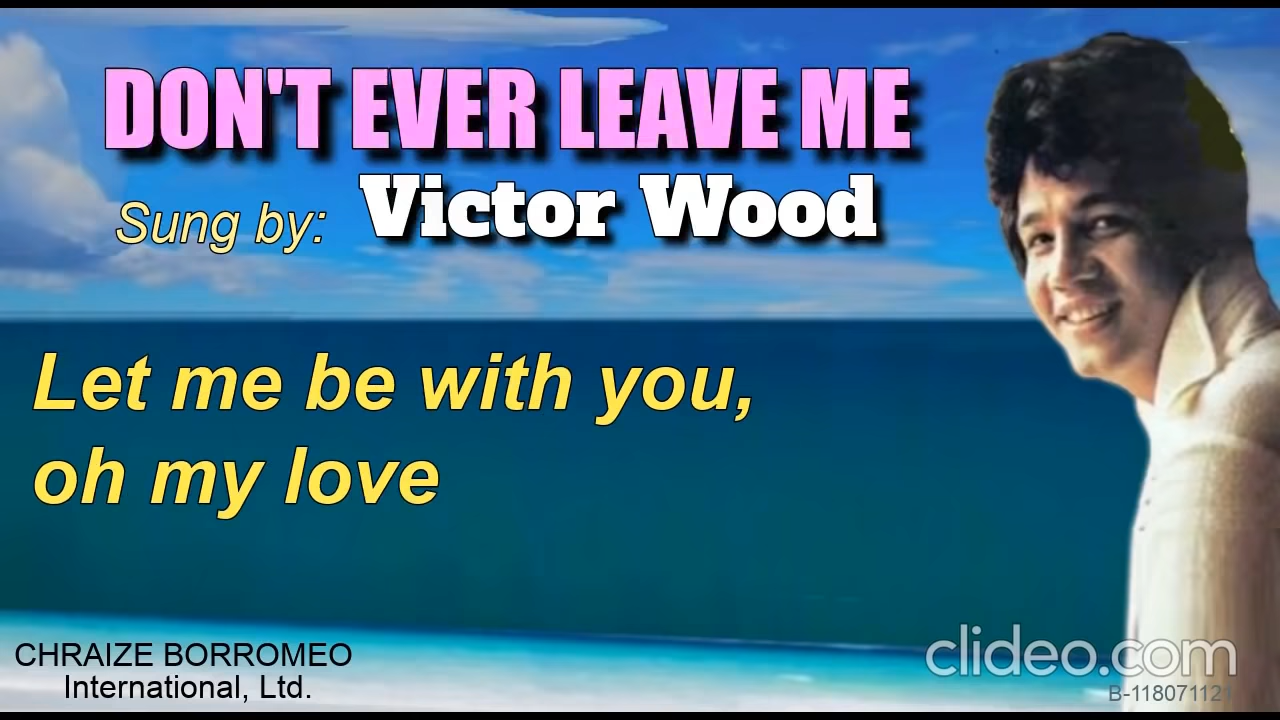 DON'T EVER LEAVE ME
Sung by: Victor Wood
Let me be with you,
oh my love
CHRAIZE BORROMEO
International, Ltd.
clideo.com
B-118071121